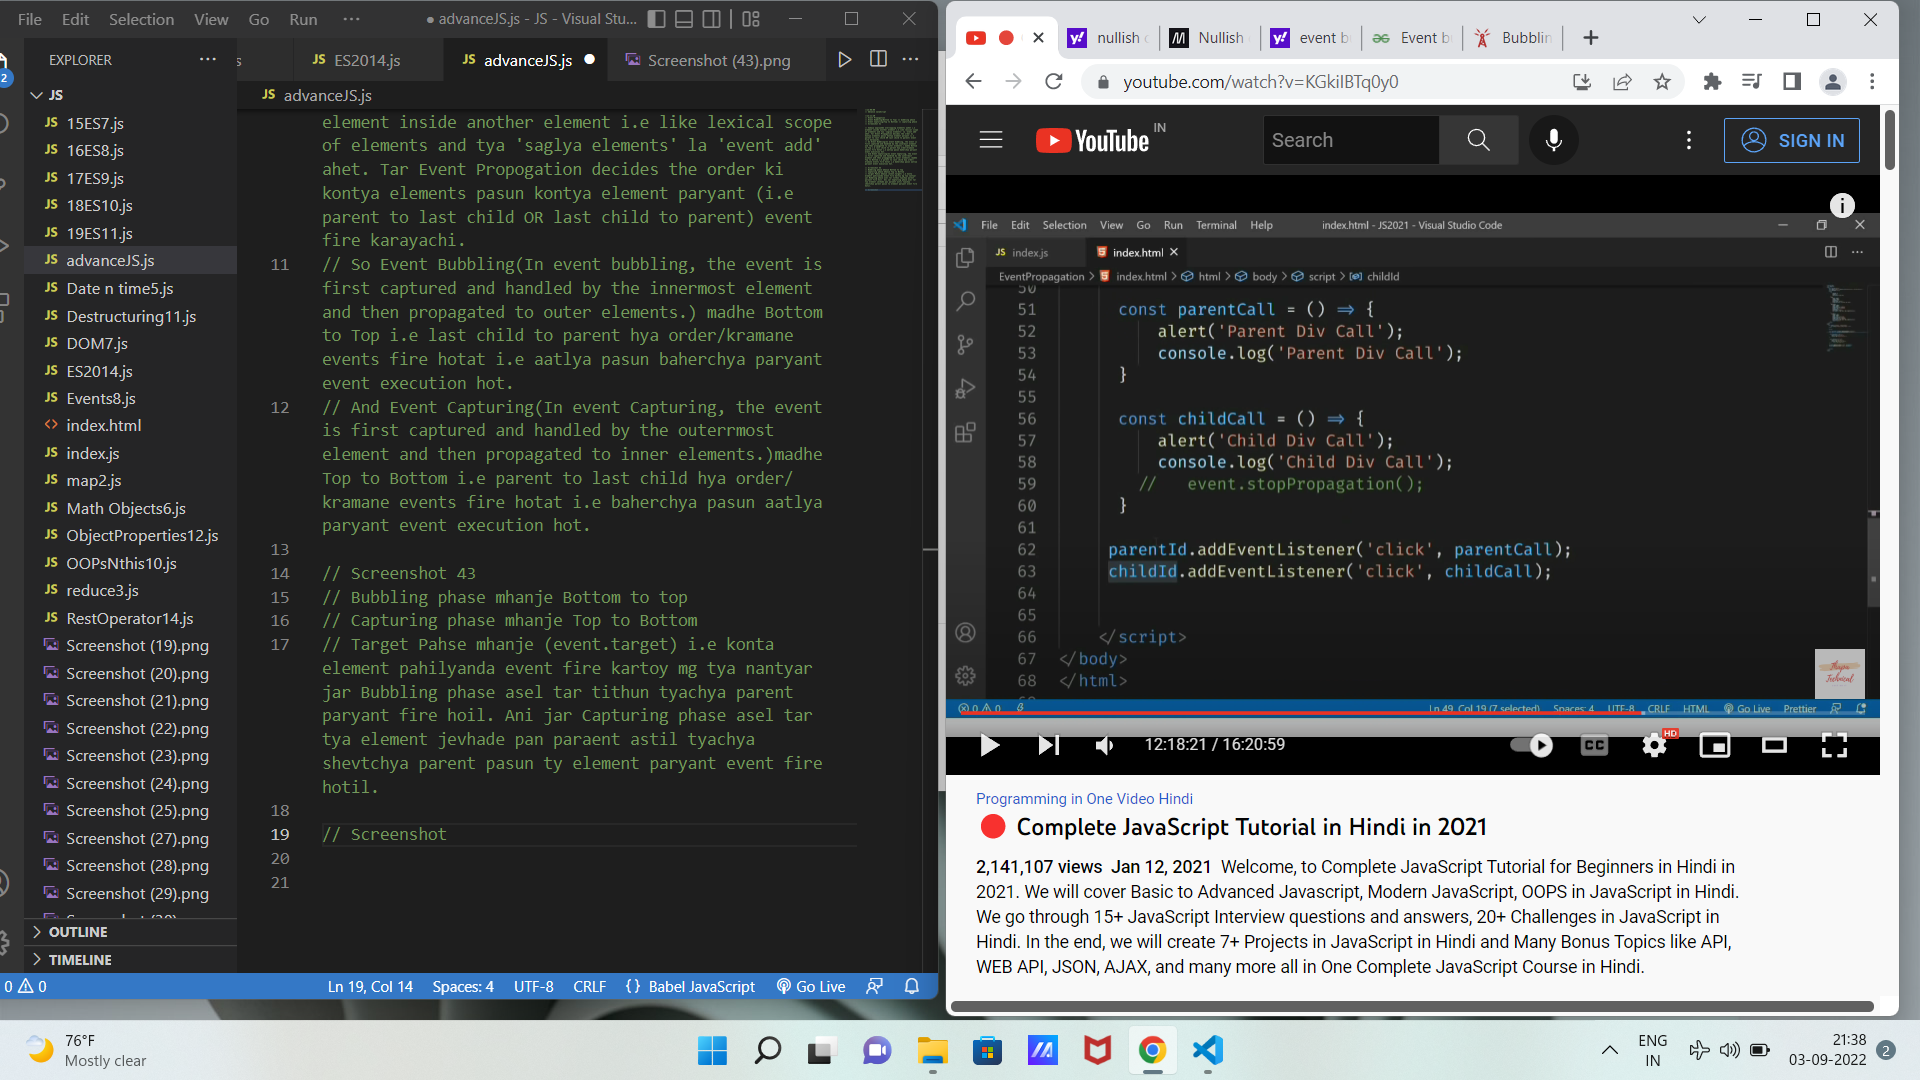 File Edit Selection View Go Run ··· ● advanceJS.js - JS - Visual Stu...
EXPLORER ···
s JS ES2014.js JS advanceJS.js ● Screenshot (43).png ···
JS
JS advanceJS.js
JS 15ES7.js
JS 16ES8.js
JS 17ES9.js
JS 18ES10.js
JS 19ES11.js
JS advanceJS.js
JS Date n time5.js
JS Destructuring11.js
JS DOM7.js
JS ES2014.js
JS Events8.js
<> index.html
JS index.js
JS map2.js
JS Math Objects6.js
JS ObjectProperties12.js
JS OOPsNthis10.js
JS reduce3.js
JS RestOperator14.js
Screenshot (19).png
Screenshot (20).png
Screenshot (21).png
Screenshot (22).png
Screenshot (23).png
Screenshot (24).png
Screenshot (25).png
Screenshot (27).png
Screenshot (28).png
Screenshot (29).png
OUTLINE
TIMELINE
2
element inside another element i.e like lexical scope
of elements and tya 'saglya elements' la 'event add'
ahet. Tar Event Propogation decides the order ki
kontya elements pasun kontya element paryant (i.e
parent to last child OR last child to parent) event
fire karayachi.
11 // So Event Bubbling(In event bubbling, the event is
first captured and handled by the innermost element
and then propagated to outer elements.) madhe Bottom
to Top i.e last child to parent hya order/kramane
events fire hotat i.e aatlya pasun baherchya paryant
event execution hot.
12 // And Event Capturing(In event Capturing, the event
is first captured and handled by the outerrmost
element and then propagated to inner elements.)madhe
Top to Bottom i.e parent to last child hya order/
kramane events fire hotat i.e baherchya pasun aatlya
paryant event execution hot.
13
14 // Screenshot 43
15 // Bubbling phase mhanje Bottom to top
16 // Capturing phase mhanje Top to Bottom
17 // Target Pahse mhanje (event.target) i.e konta
element pahilyanda event fire kartoy mg tya nantyar
jar Bubbling phase asel tar tithun tyachya parent
paryant fire hoil. Ani jar Capturing phase asel tar
tya element jevhade pan paraent astil tyachya
shevtchya parent pasun ty element paryant event fire
hotil.
18
19 // Screenshot
20
21
0 0 Ln 19, Col 14 Spaces: 4 UTF-8 CRLF {} Babel JavaScript Go Live
nullish Nullish event b Event b Bubblin
youtube.com/watch?v=KGkiIBTq0y0
YouTube IN
Search
SIGN IN
File Edit Selection View Go Run Terminal Help index.html - JS2021 - Visual Studio Code
JS index.js index.html ···
EventPropagation > index.html > html > body > script > childId
50
51 const parentCall = () => {
52 alert('Parent Div Call');
53 console.log('Parent Div Call');
54 }
55
56 const childCall = () => {
57 alert('Child Div Call');
58 console.log('Child Div Call');
59 // event.stopPropagation();
60 }
61
62 parentId.addEventListener('click', parentCall);
63 childId.addEventListener('click', childCall);
64
65
66 </script>
67 </body>
68 </html>
Thapa
Technical
0 0 Ln 49, Col 19 (7 selected) Spaces: 4 UTF-8 CRLF HTML Go Live Prettier
12:18:21 / 16:20:59 CC HD
Programming in One Video Hindi
Complete JavaScript Tutorial in Hindi in 2021
2,141,107 views Jan 12, 2021 Welcome, to Complete JavaScript Tutorial for Beginners in Hindi in
2021. We will cover Basic to Advanced Javascript, Modern JavaScript, OOPS in JavaScript in Hindi.
We go through 15+ JavaScript Interview questions and answers, 20+ Challenges in JavaScript in
Hindi. In the end, we will create 7+ Projects in JavaScript in Hindi and Many Bonus Topics like API,
WEB API, JSON, AJAX, and many more all in One Complete JavaScript Course in Hindi.
76°F
Mostly clear
ENG
IN
21:38
03-09-2022
2